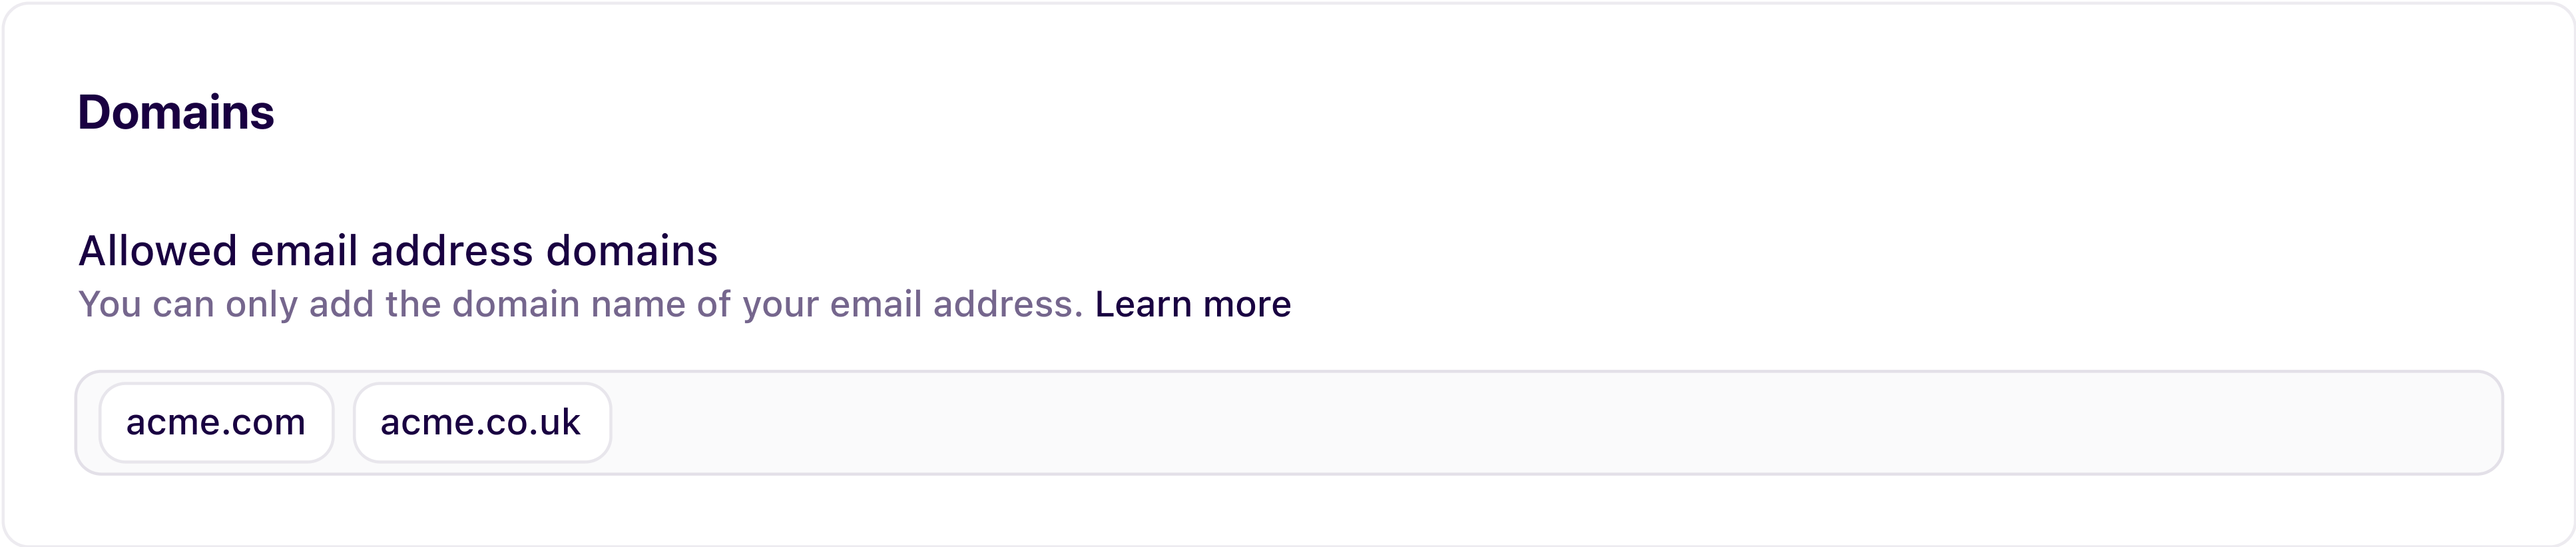 Domains
Allowed email address domains
You can only add the domain name of your email address. Learn more
acme.com acme.co.uk